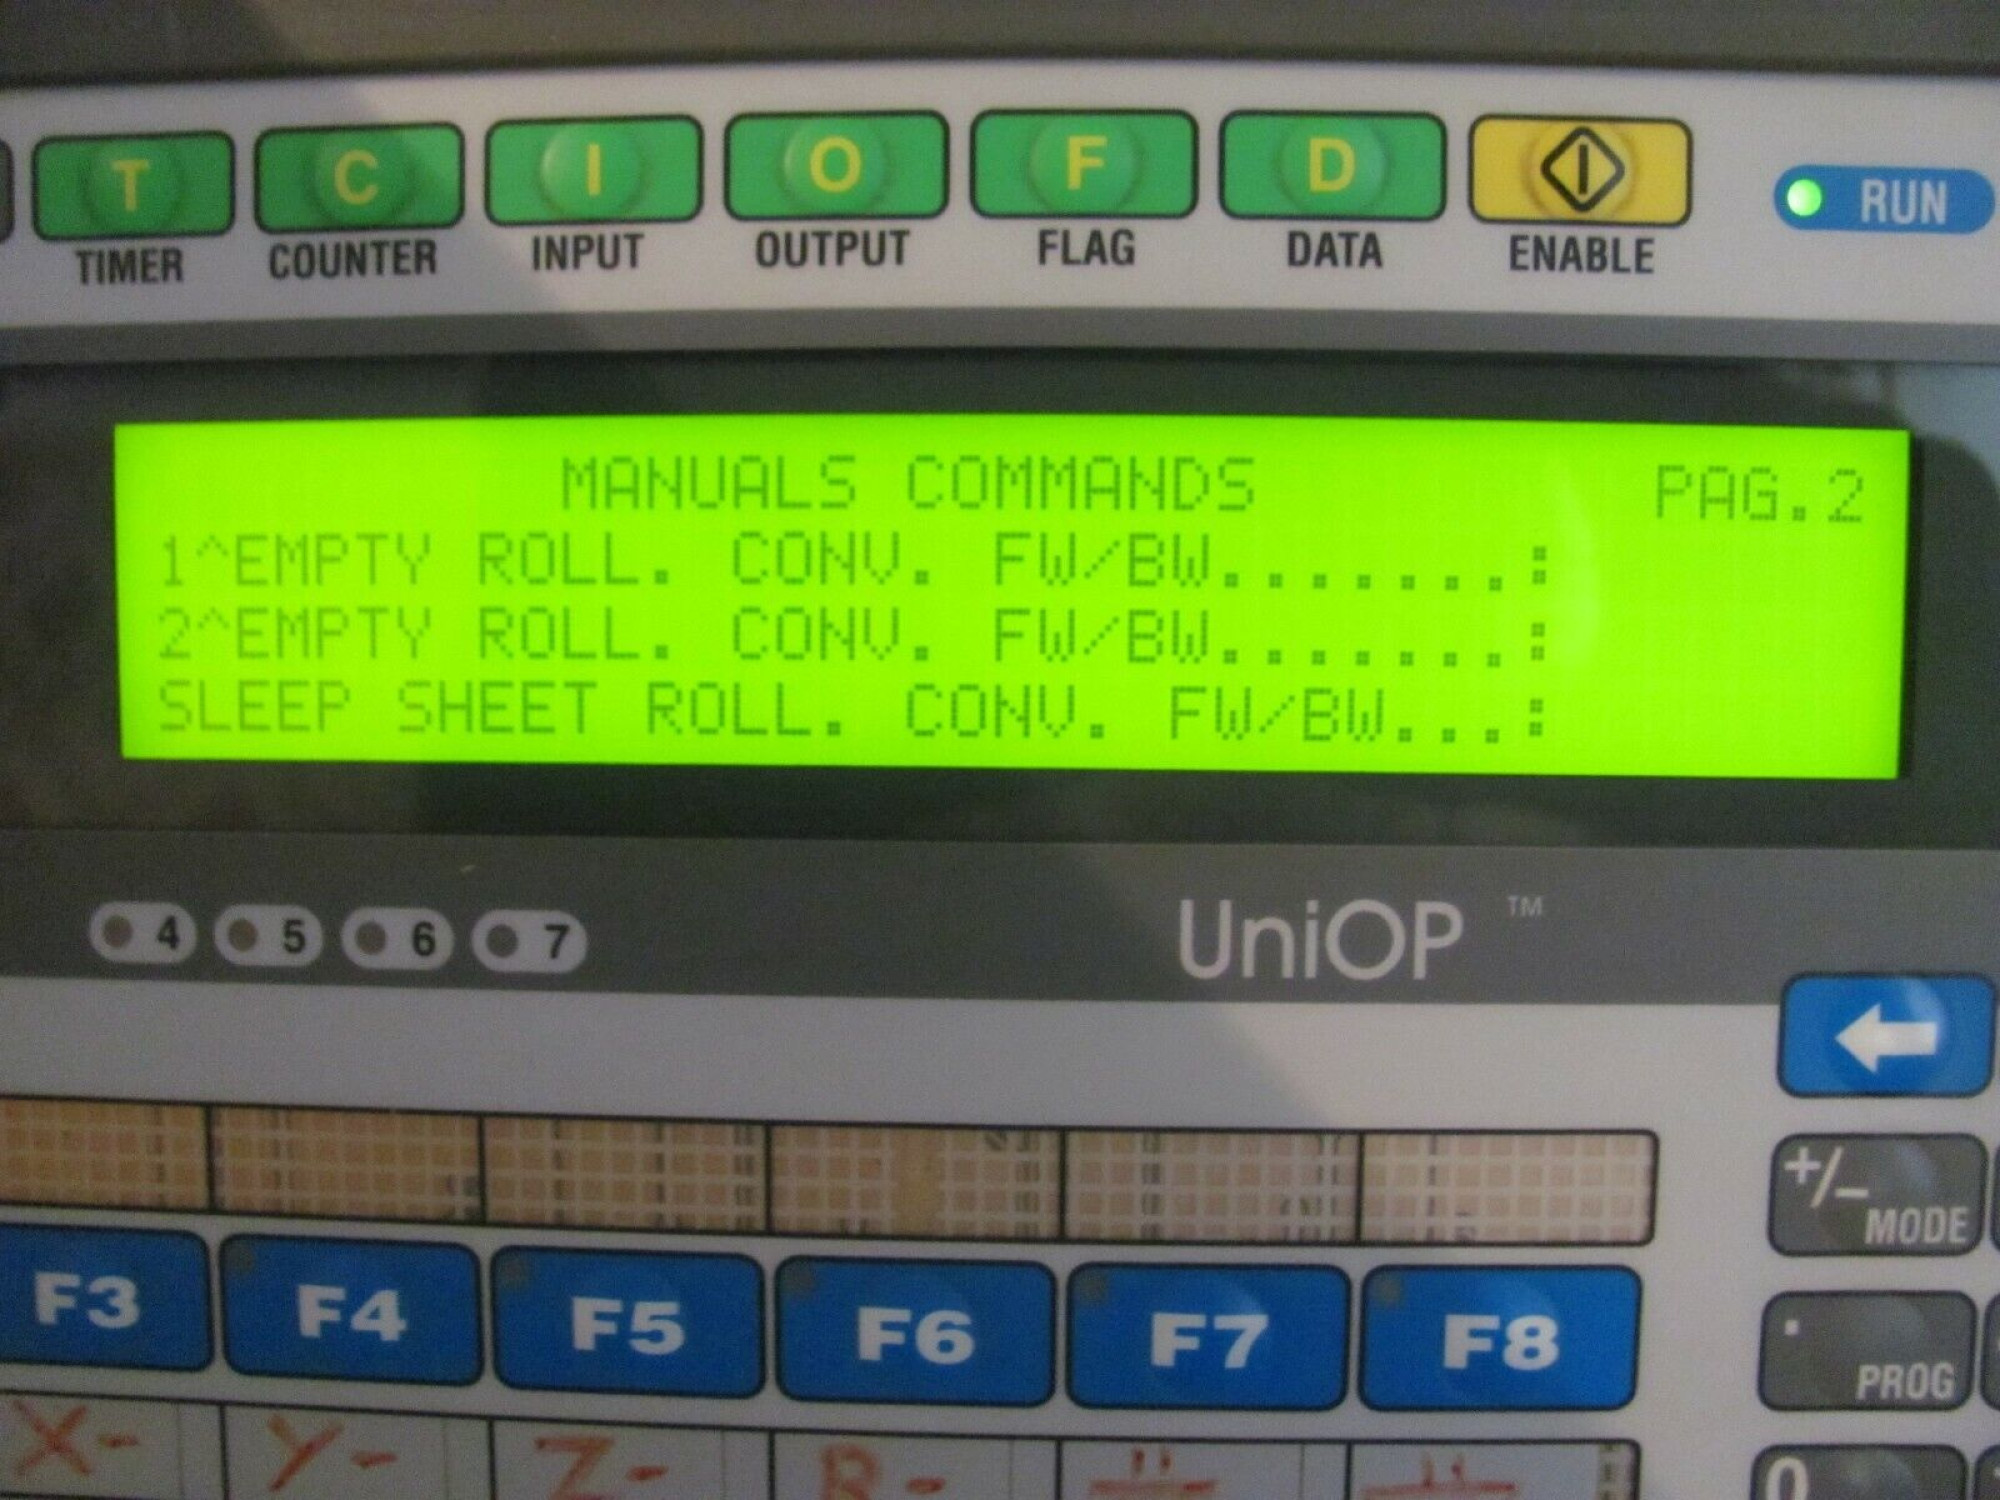 T C I O F D
TIMER COUNTER INPUT OUTPUT FLAG DATA ENABLE RUN
MANUALS COMMANDS PAG.2
1^EMPTY ROLL. CONV. FW/BW.......:
2^EMPTY ROLL. CONV. FW/BW.......:
SLEEP SHEET ROLL. CONV. FW/BW...:
4 5 6 7
UniOP ™
+/- MODE
F3 F4 F5 F6 F7 F8
. PROG
X- Y- Z- B-
0